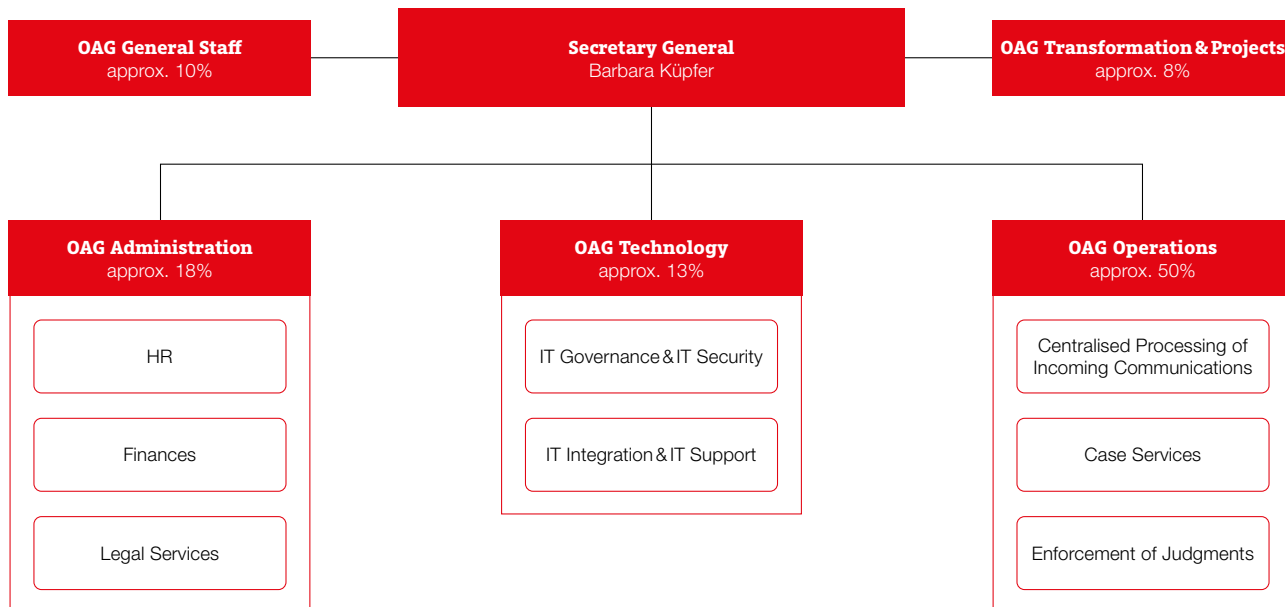 OAG General Staff
approx. 10%
Secretary General
Barbara Küpfer
OAG Transformation & Projects
approx. 8%
OAG Administration
approx. 18%
HR
Finances
Legal Services
OAG Technology
approx. 13%
IT Governance & IT Security
IT Integration & IT Support
OAG Operations
approx. 50%
Centralised Processing of
Incoming Communications
Case Services
Enforcement of Judgments